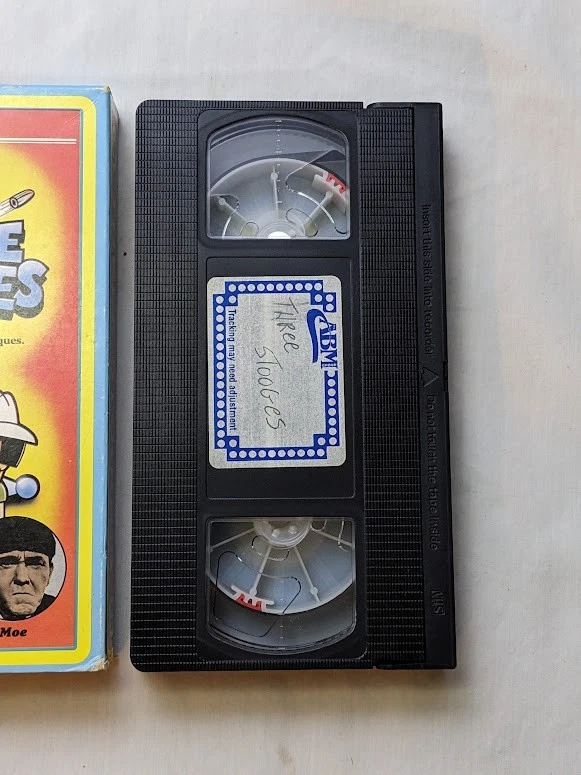 E
ES
ques.
Moe
ABM
Tracking may need adjustment.
THRee
STOOGES
Insert this side into recorder
Do not touch the tape inside
VHS